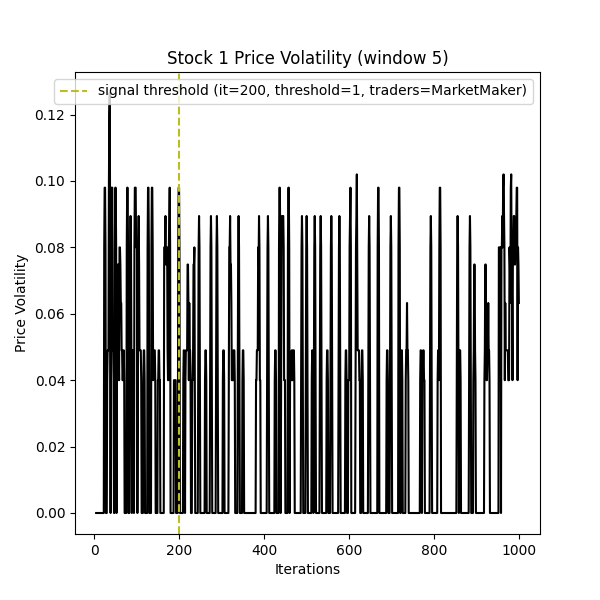 Stock 1 Price Volatility (window 5)
signal threshold (it=200, threshold=1, traders=MarketMaker)
Price Volatility
0.12
0.10
0.08
0.06
0.04
0.02
0.00
0 200 400 600 800 1000
Iterations